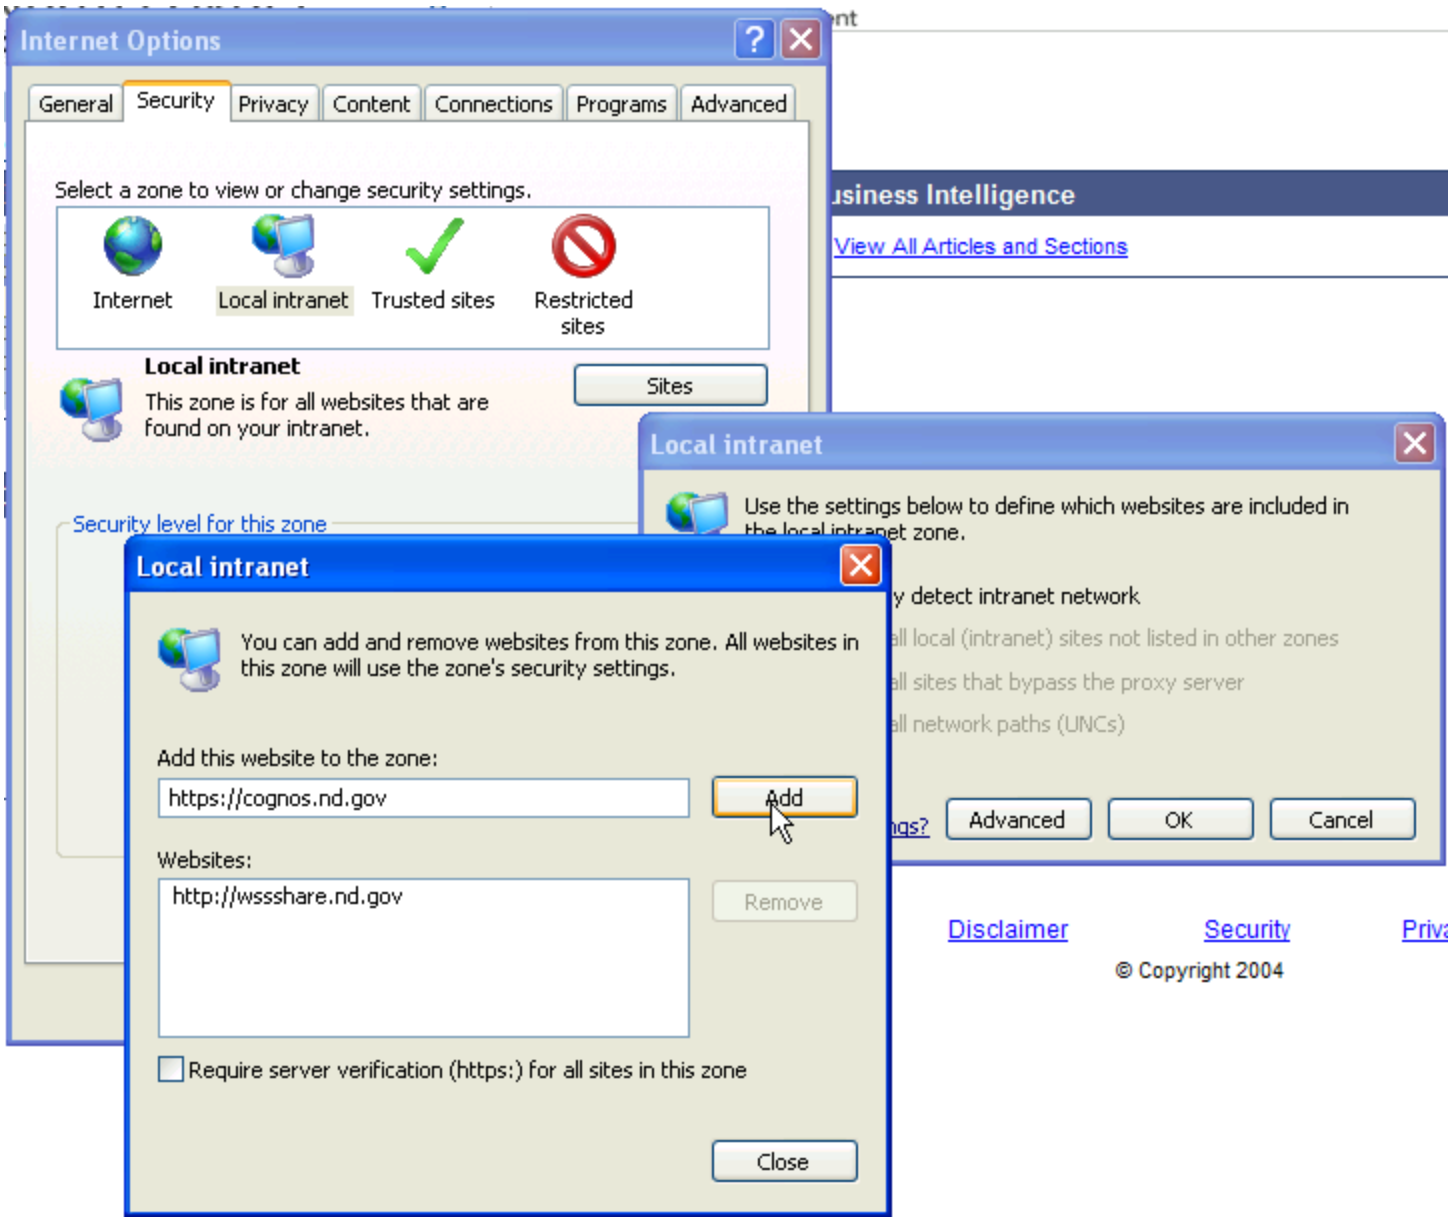 nt
Internet Options
General Security Privacy Content Connections Programs Advanced
Select a zone to view or change security settings.
Internet Local intranet Trusted sites Restricted
sites
Local intranet
This zone is for all websites that are
found on your intranet.
Sites
Security level for this zone
usiness Intelligence
View All Articles and Sections
Local intranet
Use the settings below to define which websites are included in
the local intranet zone.
y detect intranet network
all local (intranet) sites not listed in other zones
all sites that bypass the proxy server
all network paths (UNCs)
ngs? Advanced OK Cancel
Local intranet
You can add and remove websites from this zone. All websites in
this zone will use the zone's security settings.
Add this website to the zone:
https://cognos.nd.gov Add
Websites:
http://wssshare.nd.gov
Remove
Require server verification (https:) for all sites in this zone
Close
Disclaimer Security Priva
© Copyright 2004